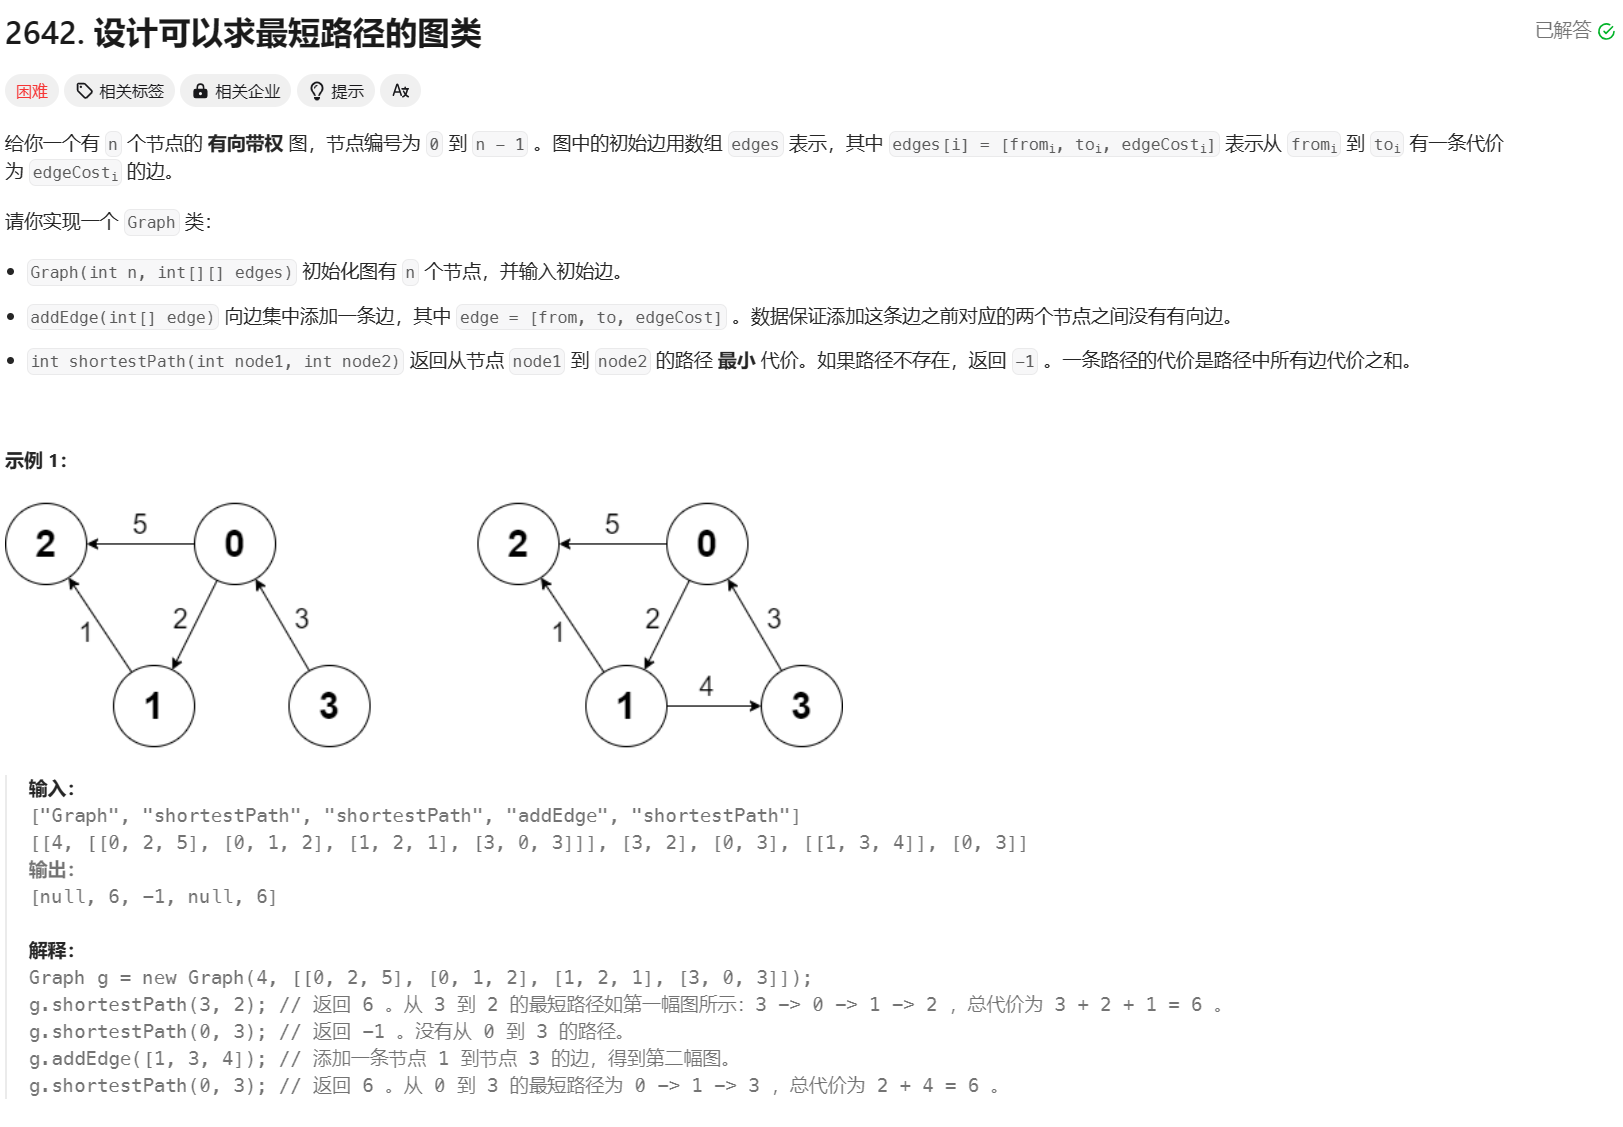 2642. 设计可以求最短路径的图类
已解答
困难 相关标签 相关企业 提示 A文
给你一个有 n 个节点的 有向带权 图，节点编号为 0 到 n - 1 。图中的初始边用数组 edges 表示，其中 edges[i] = [fromi, toi, edgeCosti] 表示从 fromi 到 toi 有一条代价
为 edgeCosti 的边。
请你实现一个 Graph 类：
• Graph(int n, int[][] edges) 初始化图有 n 个节点，并输入初始边。
• addEdge(int[] edge) 向边集中添加一条边，其中 edge = [from, to, edgeCost] 。数据保证添加这条边之前对应的两个节点之间没有有向边。
• int shortestPath(int node1, int node2) 返回从节点 node1 到 node2 的路径 最小 代价。如果路径不存在，返回 -1 。一条路径的代价是路径中所有边代价之和。
示例 1：
2 5 0 2 5 0
1 2 3 1 2 3
1 3 1 4 3
输入：
["Graph", "shortestPath", "shortestPath", "addEdge", "shortestPath"]
[[4, [[0, 2, 5], [0, 1, 2], [1, 2, 1], [3, 0, 3]]], [3, 2], [0, 3], [[1, 3, 4]], [0, 3]]
输出：
[null, 6, -1, null, 6]
解释：
Graph g = new Graph(4, [[0, 2, 5], [0, 1, 2], [1, 2, 1], [3, 0, 3]]);
g.shortestPath(3, 2); // 返回 6 。从 3 到 2 的最短路径如第一幅图所示：3 -> 0 -> 1 -> 2 ，总代价为 3 + 2 + 1 = 6 。
g.shortestPath(0, 3); // 返回 -1 。没有从 0 到 3 的路径。
g.addEdge([1, 3, 4]); // 添加一条节点 1 到节点 3 的边，得到第二幅图。
g.shortestPath(0, 3); // 返回 6 。从 0 到 3 的最短路径为 0 -> 1 -> 3 ，总代价为 2 + 4 = 6 。